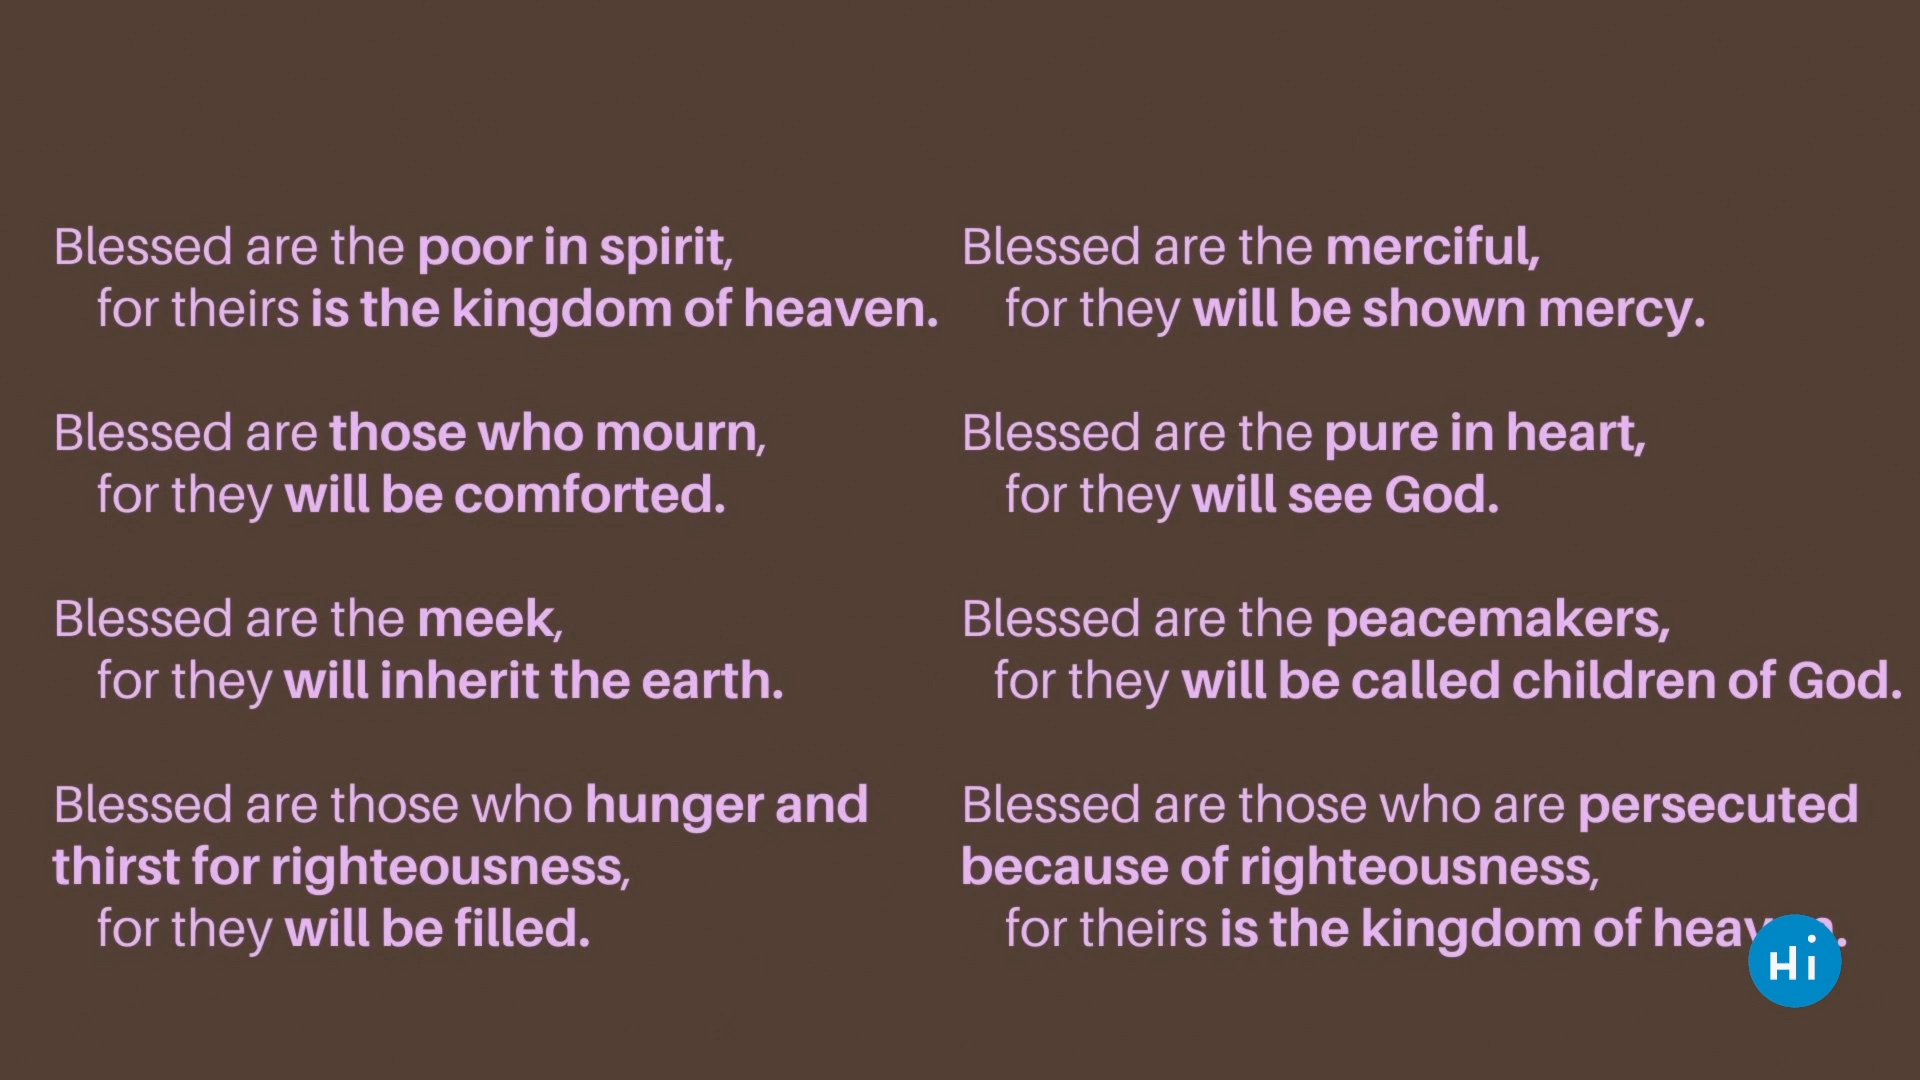 Blessed are the poor in spirit,
for theirs is the kingdom of heaven.
Blessed are those who mourn,
for they will be comforted.
Blessed are the meek,
for they will inherit the earth.
Blessed are those who hunger and
thirst for righteousness,
for they will be filled.
Blessed are the merciful,
for they will be shown mercy.
Blessed are the pure in heart,
for they will see God.
Blessed are the peacemakers,
for they will be called children of God.
Blessed are those who are persecuted
because of righteousness,
for theirs is the kingdom of
Hi